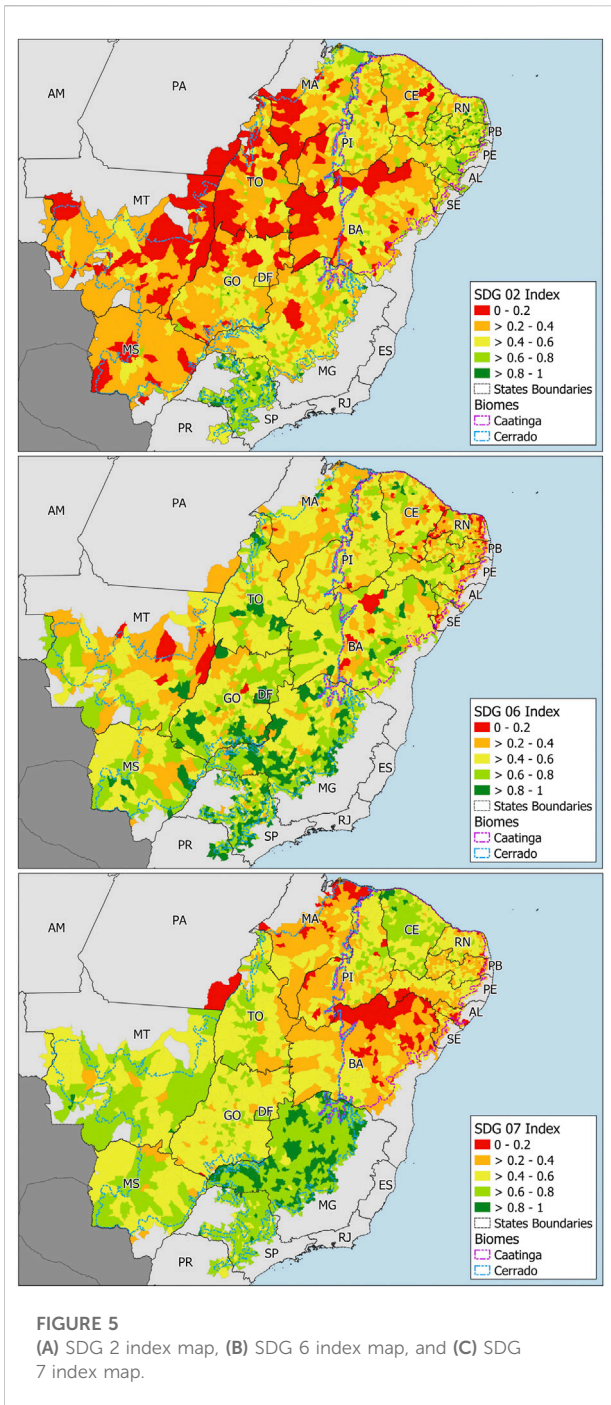 AM
PA
MA
CE
RN
PB
PE
AL
SE
PI
TO
MT
BA
GO
DF
MS
MG
ES
PR
SP
RJ
SDG 02 Index
0 - 0.2
> 0.2 - 0.4
> 0.4 - 0.6
> 0.6 - 0.8
> 0.8 - 1
States Boundaries
Biomes
Caatinga
Cerrado
AM
PA
MA
CE
RN
PB
PE
AL
SE
PI
TO
MT
BA
GO
DF
MS
MG
ES
PR
SP
RJ
SDG 06 Index
0 - 0.2
> 0.2 - 0.4
> 0.4 - 0.6
> 0.6 - 0.8
> 0.8 - 1
States Boundaries
Biomes
Caatinga
Cerrado
AM
PA
MA
CE
RN
PB
PE
AL
SE
PI
TO
MT
BA
GO
DF
MS
MG
ES
PR
SP
RJ
SDG 07 Index
0 - 0.2
> 0.2 - 0.4
> 0.4 - 0.6
> 0.6 - 0.8
> 0.8 - 1
States Boundaries
Biomes
Caatinga
Cerrado
FIGURE 5
(A) SDG 2 index map, (B) SDG 6 index map, and (C) SDG
7 index map.